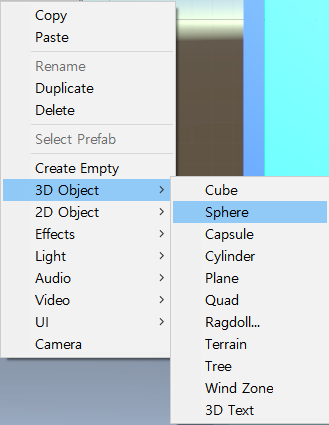 Copy
Paste
Rename
Duplicate
Delete
Select Prefab
Create Empty
3D Object
2D Object
Effects
Light
Audio
Video
UI
Camera
Cube
Sphere
Capsule
Cylinder
Plane
Quad
Ragdoll...
Terrain
Tree
Wind Zone
3D Text